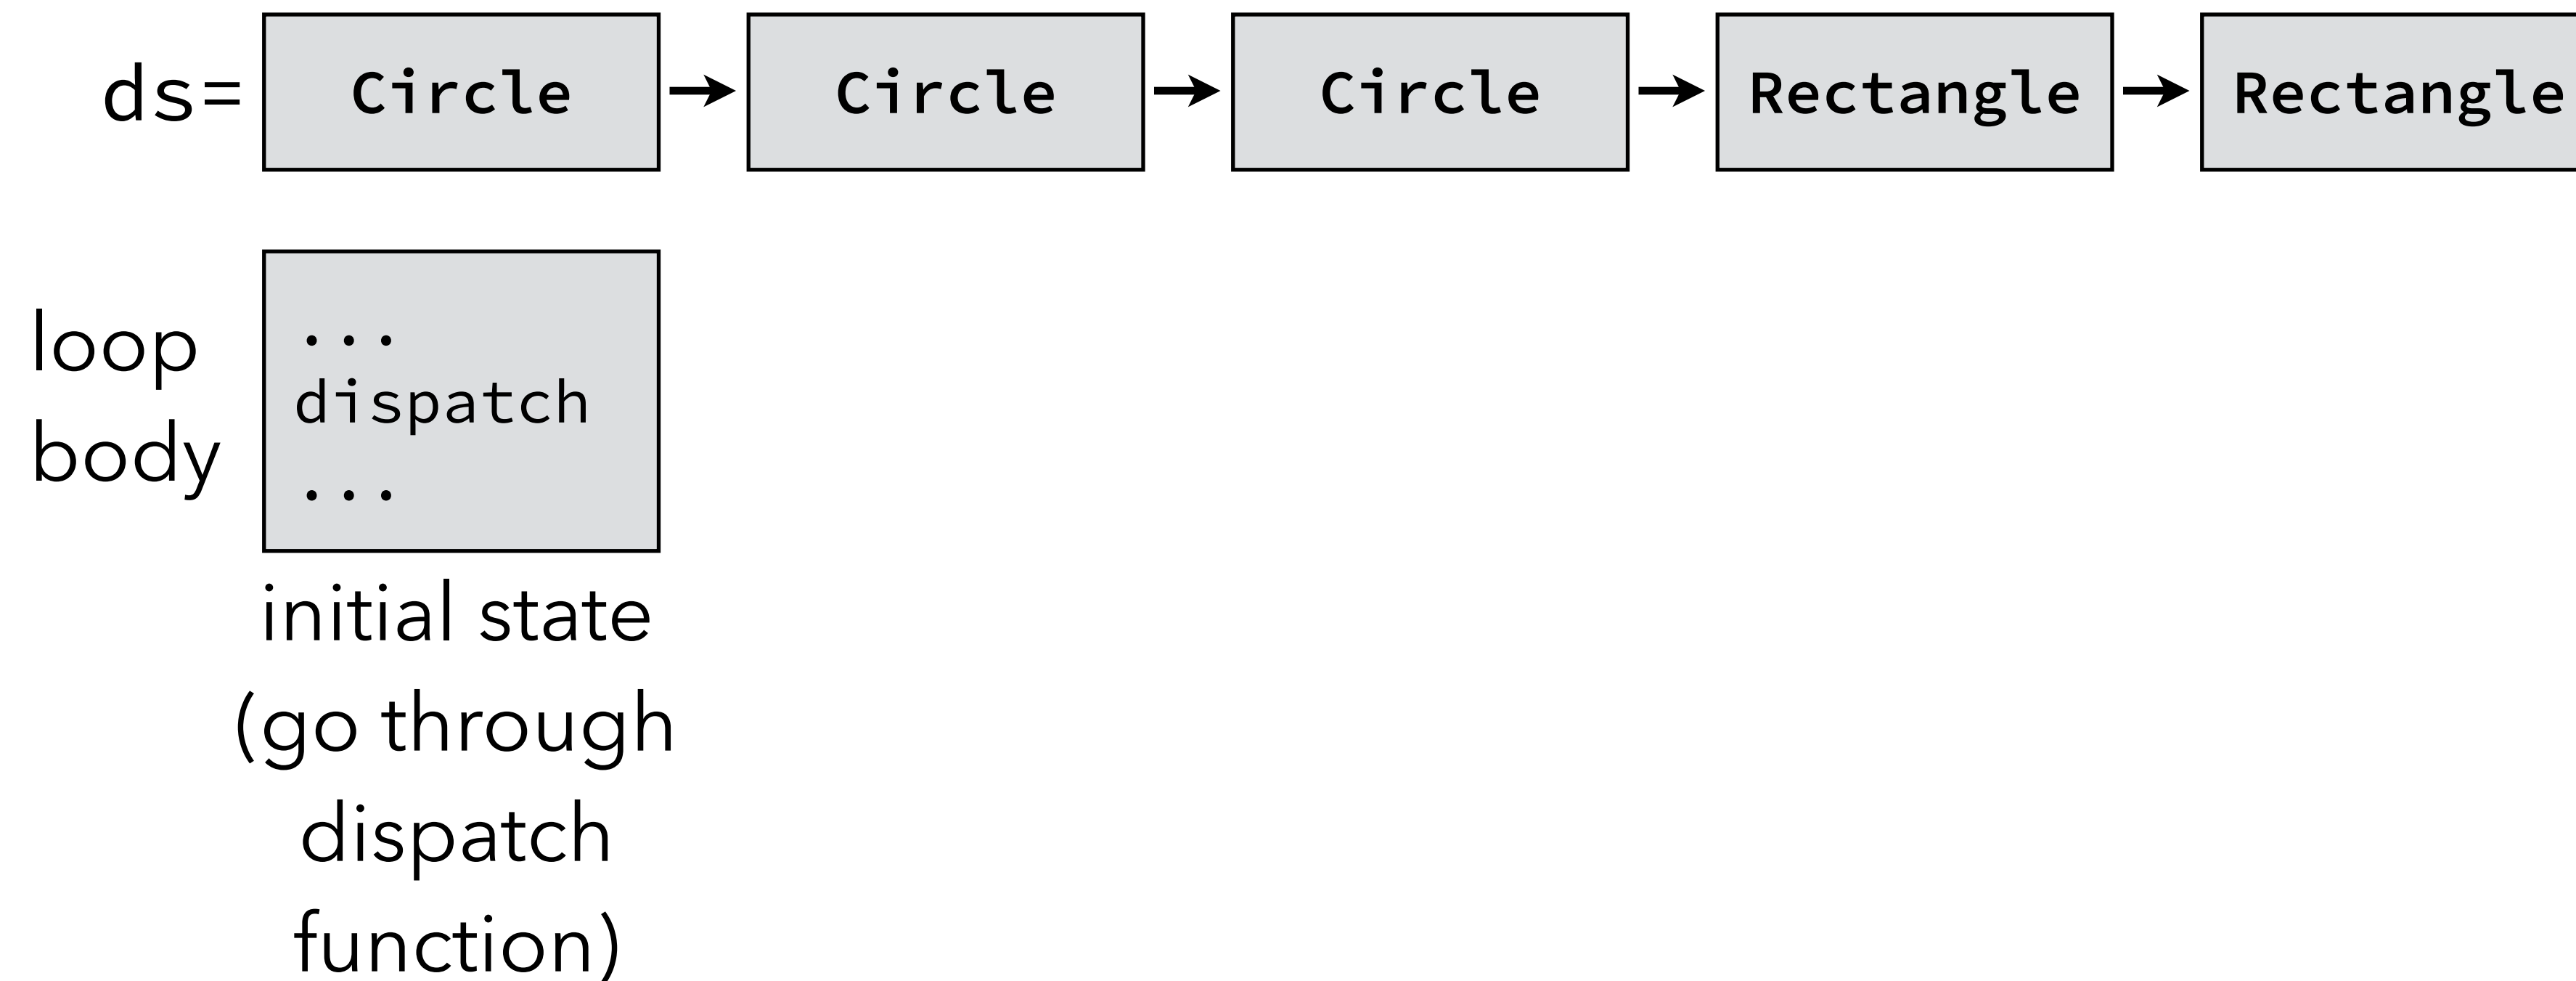 ds= Circle Circle Circle Rectangle Rectangle
loop
body
...
dispatch
...
initial state
(go through
dispatch
function)